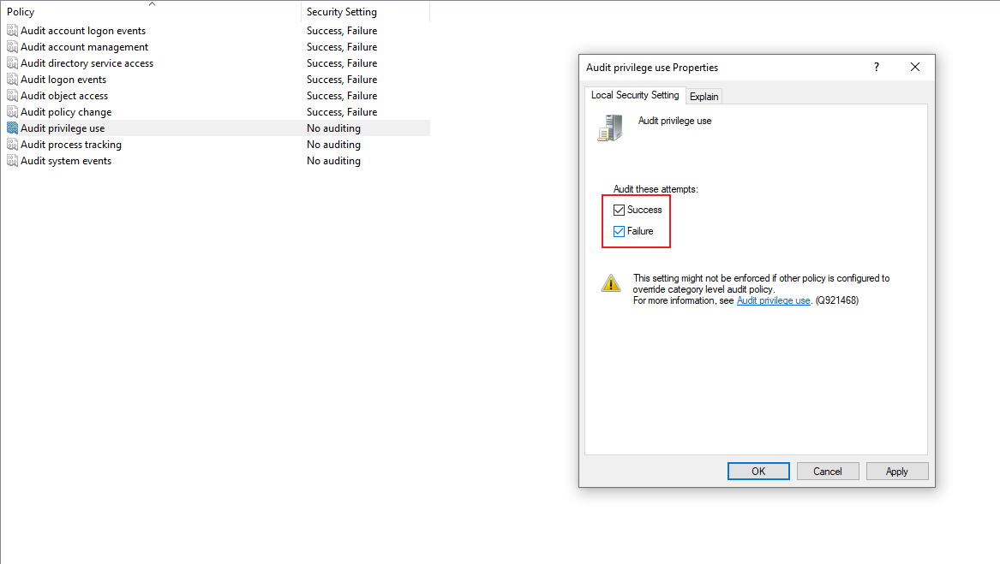 Policy Security Setting
Audit account logon events Success, Failure
Audit account management Success, Failure
Audit directory service access Success, Failure
Audit logon events Success, Failure
Audit object access Success, Failure
Audit policy change Success, Failure
Audit privilege use No auditing
Audit process tracking No auditing
Audit system events No auditing
Audit privilege use Properties ?
Local Security Setting Explain
Audit privilege use
Audit these attempts:
Success
Failure
This setting might not be enforced if other policy is configured to
override category level audit policy.
For more information, see Audit privilege use. (Q921468)
OK Cancel Apply